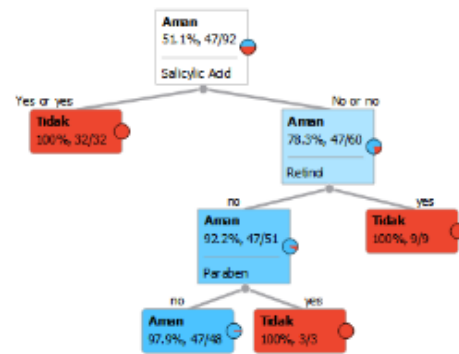 Aman
51.1%, 47/92
Salicylic Acid
Yes or yes
No or no
Tidak
100%, 32/32
Aman
78.3%, 47/60
Retinol
no
yes
Aman
92.2%, 47/51
Paraben
Tidak
100%, 9/9
no
yes
Aman
97.9%, 47/48
Tidak
100%, 3/3